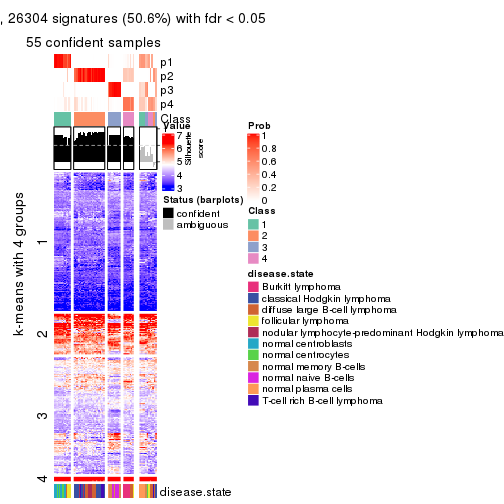 , 26304 signatures (50.6%) with fdr < 0.05
55 confident samples
p1
p2
p3
p4
Class
Value
7
6
5
4
3
Silhouette
score
Status (barplots)
confident
ambiguous
Prob
1
0.8
0.6
0.4
0.2
0
Class
1
2
3
4
disease.state
Burkitt lymphoma
classical Hodgkin lymphoma
diffuse large B-cell lymphoma
follicular lymphoma
nodular lymphocyte-predominant Hodgkin lymphoma
normal centroblasts
normal centrocytes
normal memory B-cells
normal naive B-cells
normal plasma cells
T-cell rich B-cell lymphoma
k-means with 4 groups
1
2
3
4
disease.state